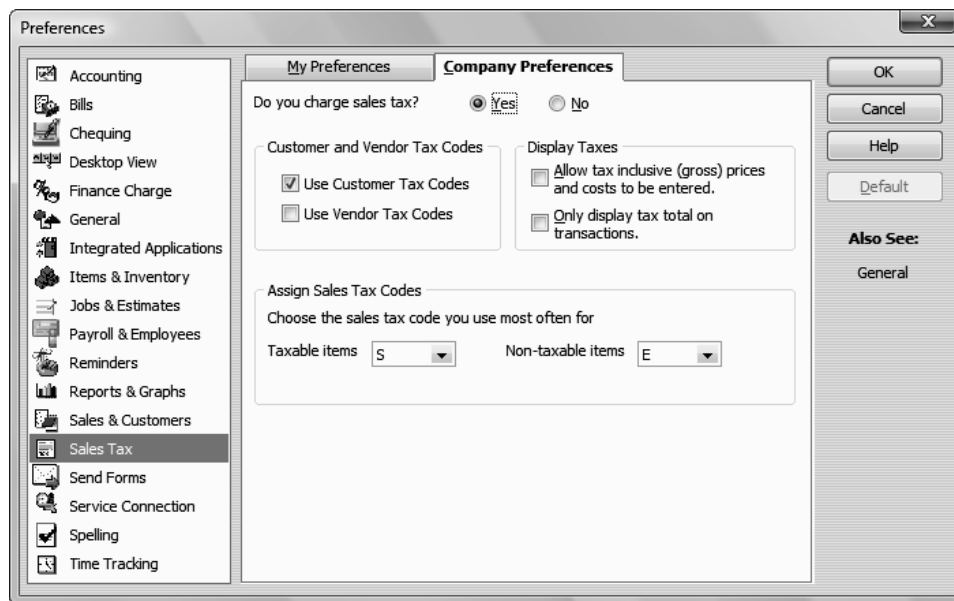 Preferences
X
Accounting
Bills
Chequing
Desktop View
Finance Charge
General
Integrated Applications
Items & Inventory
Jobs & Estimates
Payroll & Employees
Reminders
Reports & Graphs
Sales & Customers
Sales Tax
Send Forms
Service Connection
Spelling
Time Tracking
My Preferences
Company Preferences
Do you charge sales tax? Yes No
Customer and Vendor Tax Codes
Use Customer Tax Codes
Use Vendor Tax Codes
Display Taxes
Allow tax inclusive (gross) prices
and costs to be entered.
Only display tax total on
transactions.
Assign Sales Tax Codes
Choose the sales tax code you use most often for
Taxable items S Non-taxable items E
OK
Cancel
Help
Default
Also See:
General